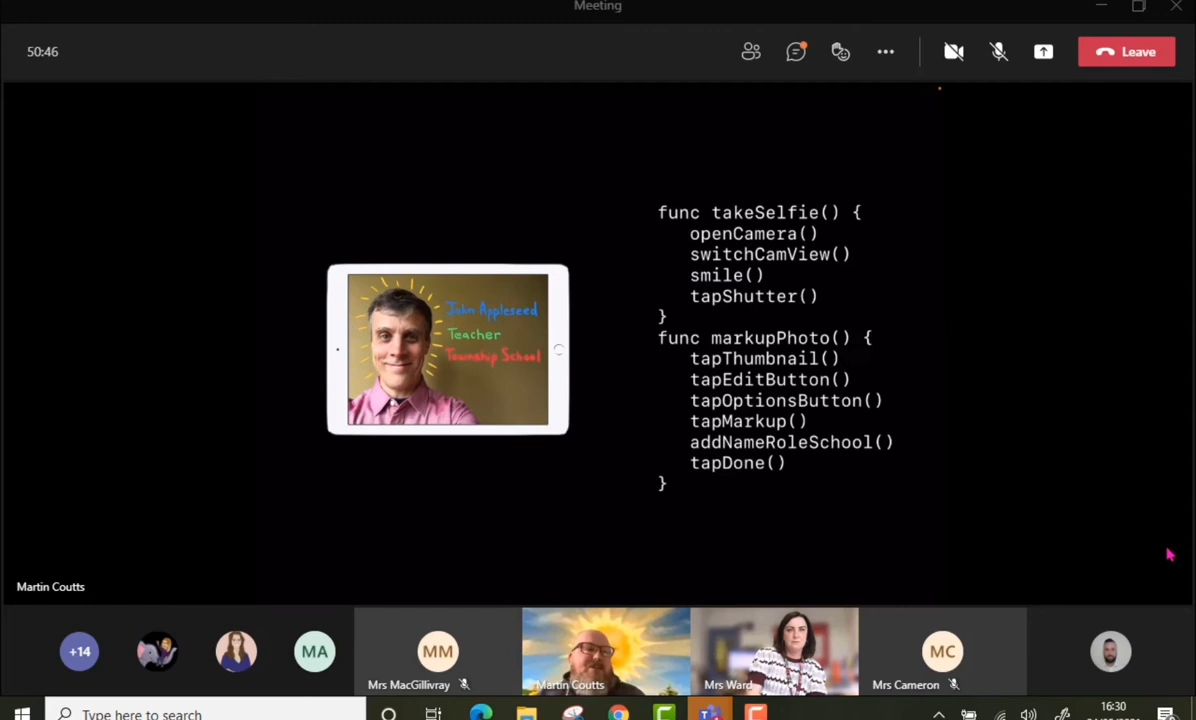 Meeting
50:46
Leave
func takeSelfie() {
openCamera()
switchCamView()
smile()
tapShutter()
}
func markupPhoto() {
tapThumbnail()
tapEditButton()
tapOptionsButton()
tapMarkup()
addNameRoleSchool()
tapDone()
}
John Appleseed
Teacher
Township School
Martin Coutts
+14
MA
MM
MC
Mrs MacGillivray
Martin Coutts
Mrs Ward
Mrs Cameron
Type here to search
16:30